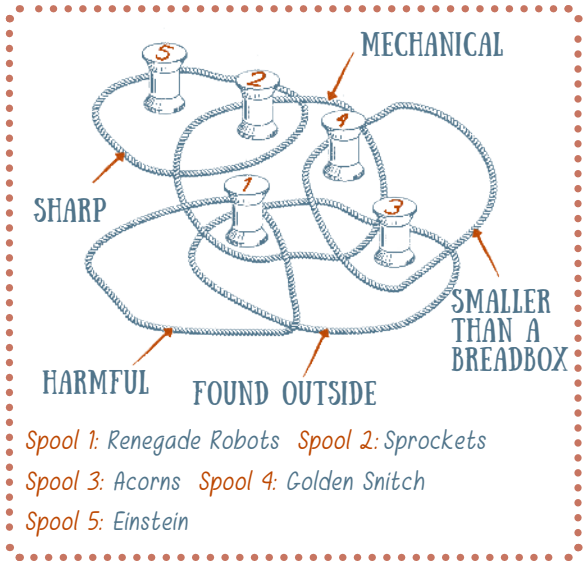 5
2
MECHANICAL
4
1
3
SHARP
SMALLER
THAN A
BREADBOX
HARMFUL
FOUND OUTSIDE
Spool 1: Renegade Robots Spool 2: Sprockets
Spool 3: Acorns Spool 4: Golden Snitch
Spool 5: Einstein